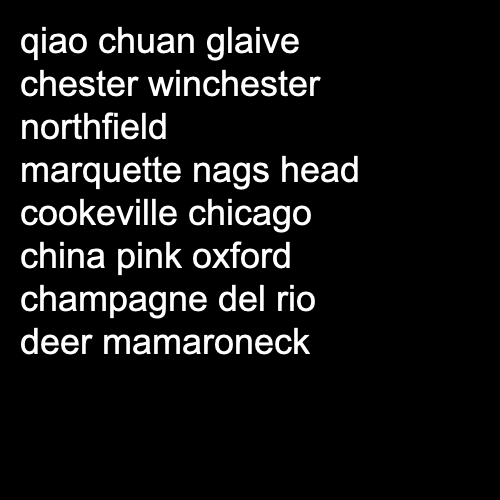 qiao chuan glaive
chester winchester
northfield
marquette nags head
cookeville chicago
china pink oxford
champagne del rio
deer mamaroneck